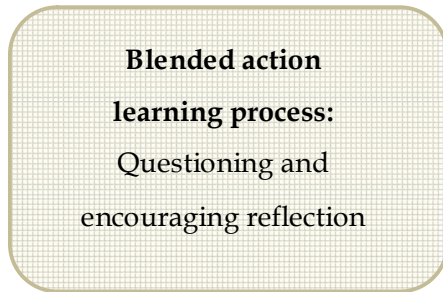 Blended action
learning process:
Questioning and
encouraging reflection